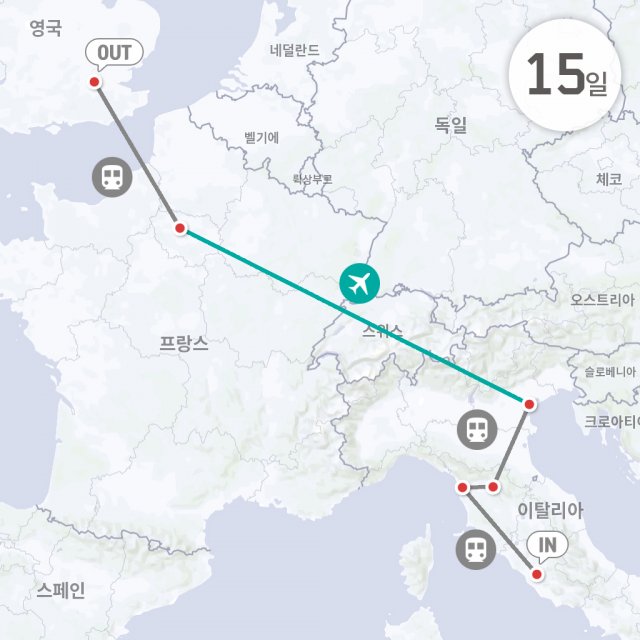 영국
OUT
네덜란드
15일
벨기에
독일
룩상부르
체코
오스트리아
프랑스
스위스
슬로베니아
크로아티아
이탈리아
IN
스페인